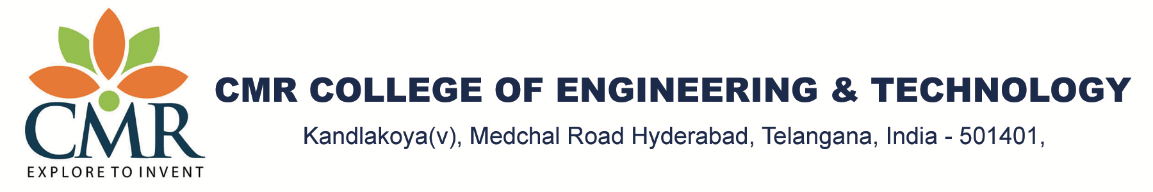 CMR
EXPLORE TO INVENT
CMR COLLEGE OF ENGINEERING & TECHNOLOGY
Kandlakoya(v), Medchal Road Hyderabad, Telangana, India - 501401,